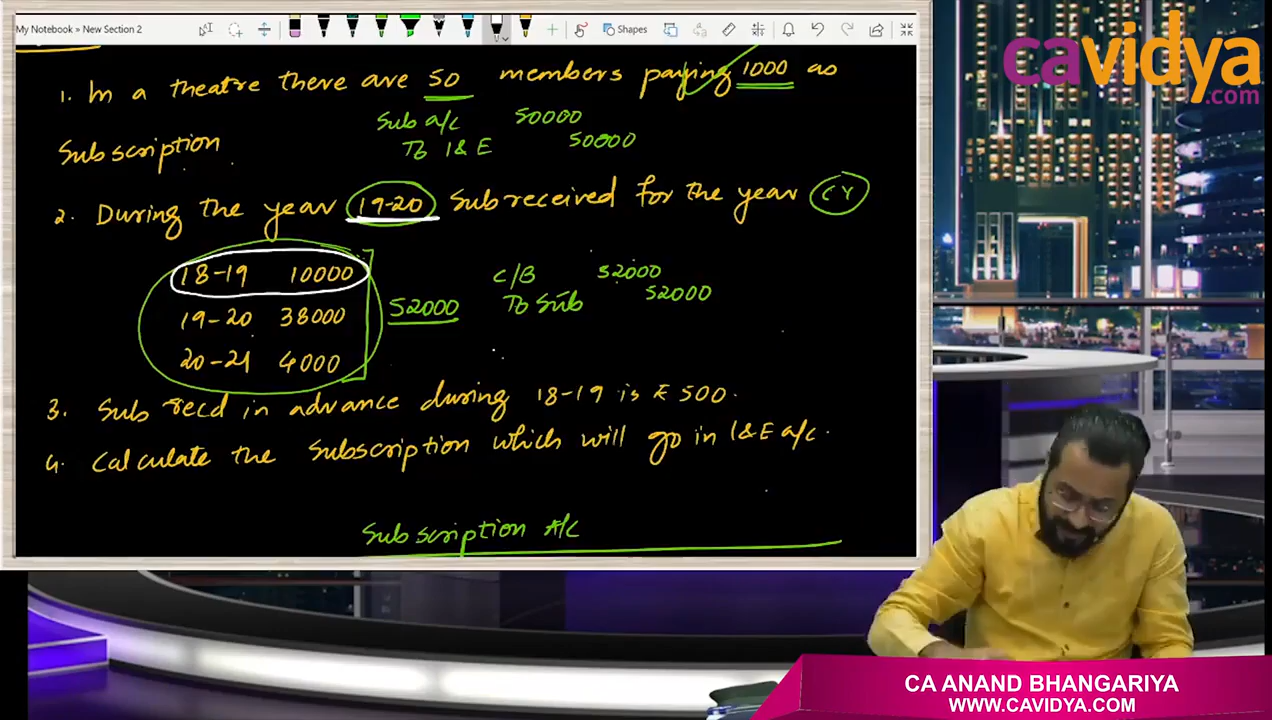 My Notebook » New Section 2
Shapes
New
cavidya
.com
1. In a theatre there are 50 members paying 1000 as
Sub a/c 50000
To I & E 50000
Subscription
2. During the year 19-20 Sub received for the year CY
18-19 10000
19-20 38000
20-21 4000
52000
C/B 52000
To Sub 52000
3. Sub recd in advance during 18-19 is ₹ 500.
4. Calculate the Subscription which will go in I&E a/c.
Subscription A/C
CA ANAND BHANGARIYA
WWW.CAVIDYA.COM